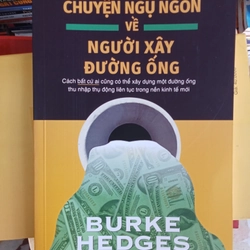 CHUYỆN NGỤ NGÔN
VỀ
NGƯỜI XÂY
ĐƯỜNG ỐNG
Cách bất cứ ai cũng có thể xây dựng một đường ống
thu nhập thụ động liên tục trong nền kinh tế mới
BURKE
HEDGES